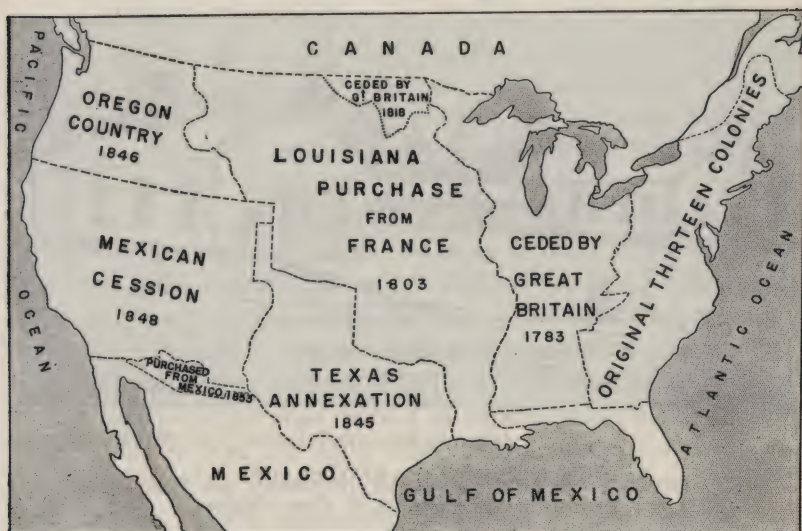 CANADA
PACIFIC
OCEAN
OREGON
COUNTRY
1846
CEDED BY
Gt BRITAIN
1818
LOUISIANA
PURCHASE
FROM
FRANCE
1803
MEXICAN
CESSION
1848
CEDED BY
GREAT
BRITAIN
1783
ORIGINAL THIRTEEN COLONIES
PURCHASED
FROM
MEXICO 1853
TEXAS
ANNEXATION
1845
MEXICO
GULF OF MEXICO
ATLANTIC OCEAN